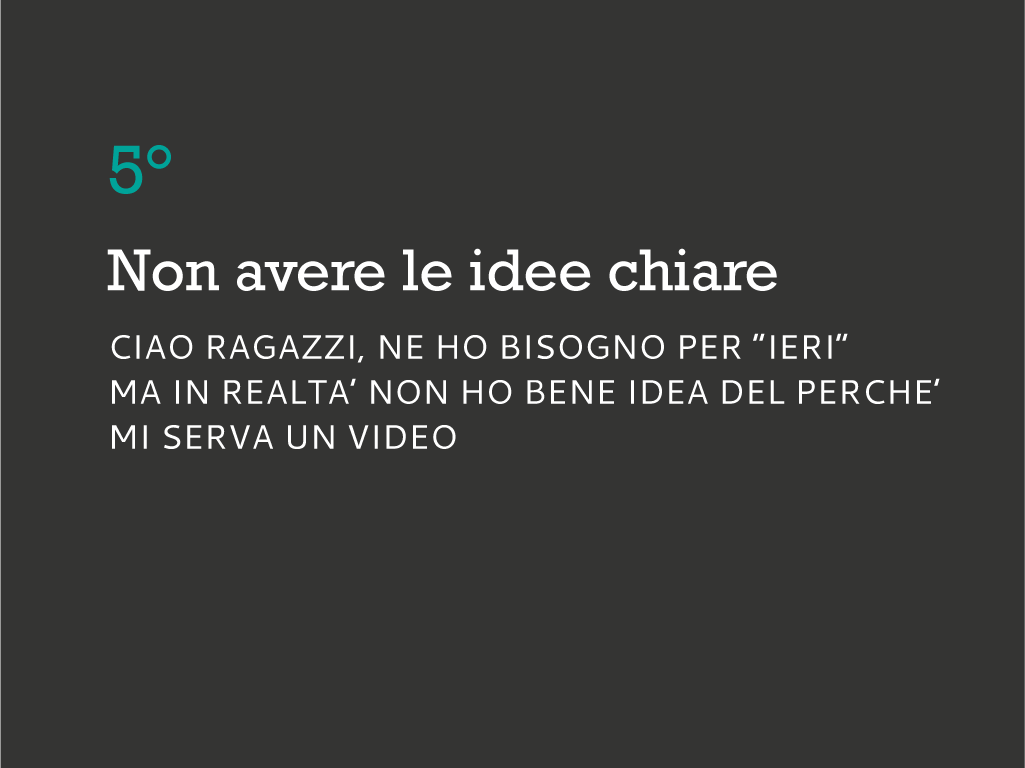 5°
Non avere le idee chiare
CIAO RAGAZZI, NE HO BISOGNO PER “IERI”
MA IN REALTA’ NON HO BENE IDEA DEL PERCHE’
MI SERVA UN VIDEO